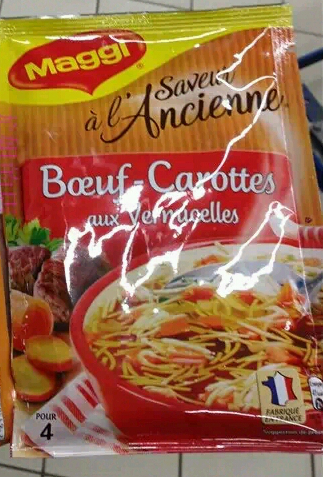 Maggi
Saveur
à l'Ancienne
Bœuf-Carottes
aux Vermicelles
POUR
4
FABRIQUÉ
EN FRANCE